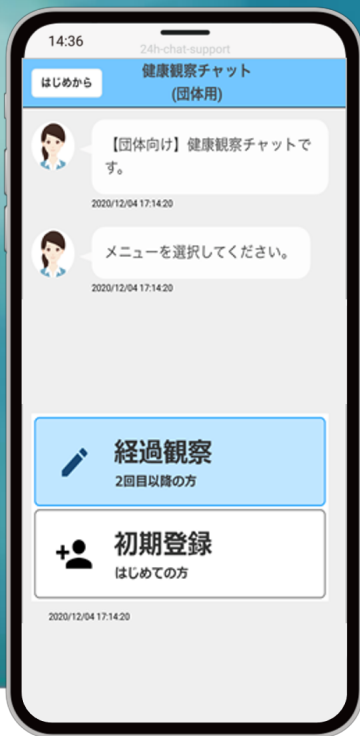 14:36
24h-chat-support
はじめから
健康観察チャット
(団体用)
【団体向け】健康観察チャットで
す。
2020/12/04 17:14:20
メニューを選択してください。
2020/12/04 17:14:20
経過観察
2回目以降の方
初期登録
はじめての方
2020/12/04 17:14:20